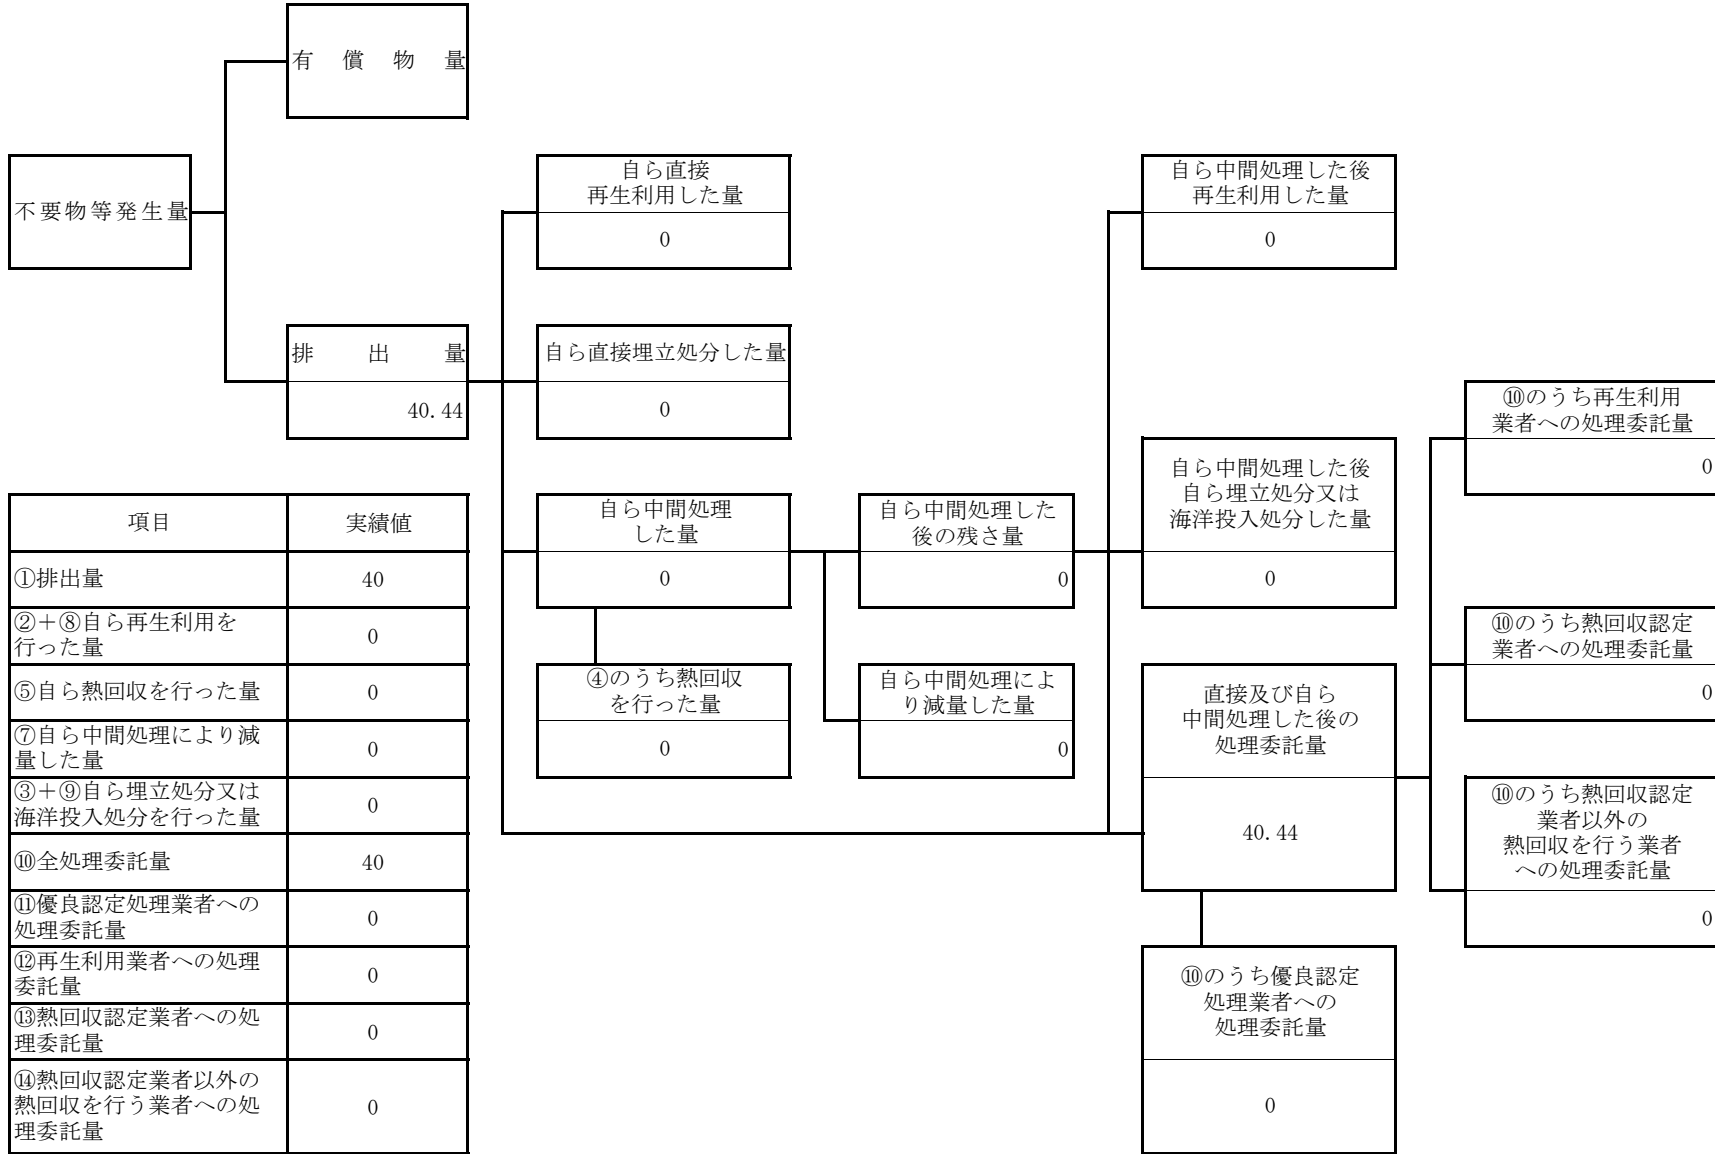 有償物量
不要物等発生量
排出量
40.44
自ら直接
再生利用した量
0
自ら直接埋立処分した量
0
自ら中間処理
した量
0
④のうち熱回収
を行った量
0
自ら中間処理した
後の残さ量
0
自ら中間処理によ
り減量した量
0
自ら中間処理した後
再生利用した量
0
自ら中間処理した後
自ら埋立処分又は
海洋投入処分した量
0
直接及び自ら
中間処理した後の
処理委託量
40.44
⑩のうち優良認定
処理業者への
処理委託量
0
⑩のうち再生利用
業者への処理委託量
0
⑩のうち熱回収認定
業者への処理委託量
0
⑩のうち熱回収認定
業者以外の
熱回収を行う業者
への処理委託量
0
項目 実績値
①排出量 40
②+⑧自ら再生利用を
行った量 0
⑤自ら熱回収を行った量 0
⑦自ら中間処理により減
量した量 0
③+⑨自ら埋立処分又は
海洋投入処分を行った量 0
⑩全処理委託量 40
⑪優良認定処理業者への
処理委託量 0
⑫再生利用業者への処理
委託量 0
⑬熱回収認定業者への処
理委託量 0
⑭熱回収認定業者以外の
熱回収を行う業者への処
理委託量 0